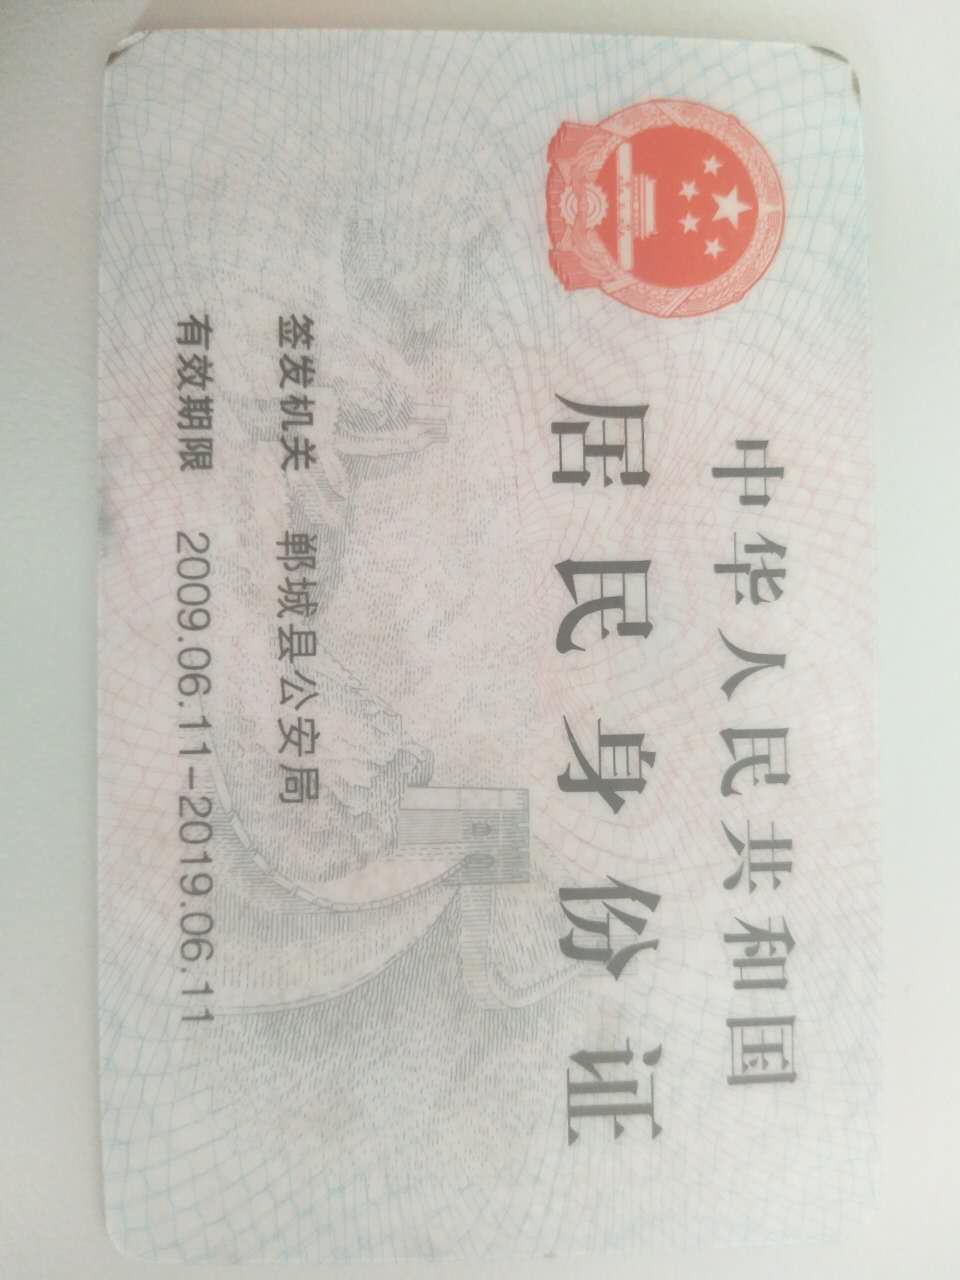 中华人民共和国
居民身份证
签发机关 郸城县公安局
有效期限 2009.06.11-2019.06.11